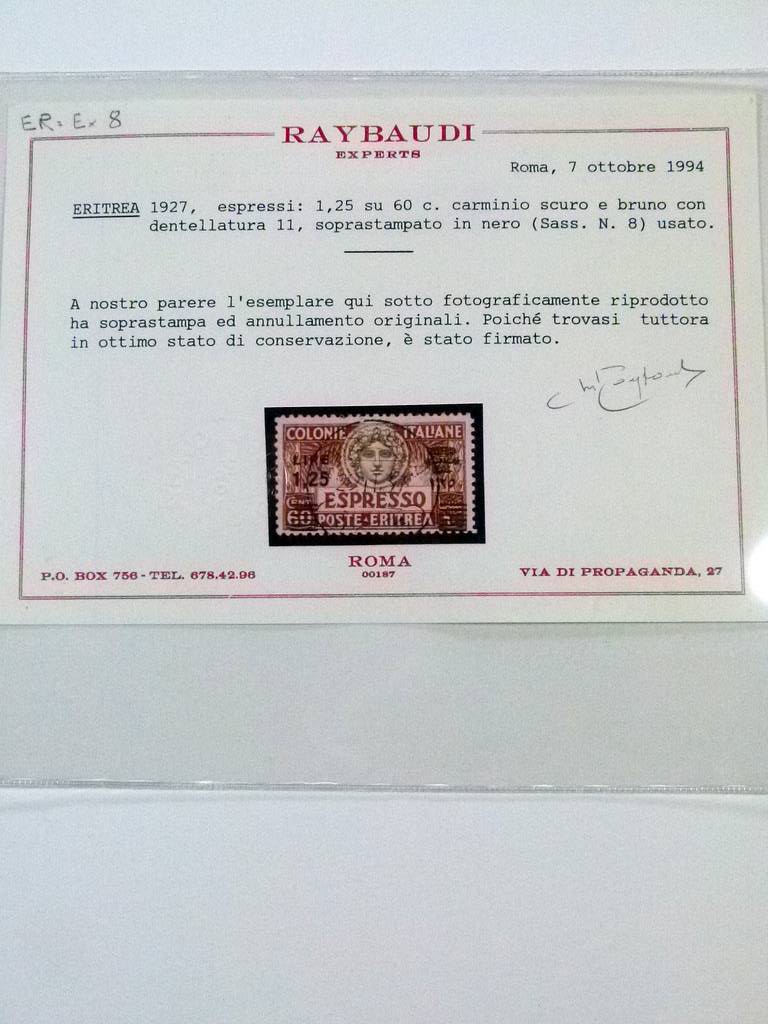 ER. Ex 8
RAYBAUDI
EXPERTS
Roma, 7 ottobre 1994
ERITREA 1927, espressi: 1,25 su 60 c. carminio scuro e bruno con
dentellatura 11, soprastampato in nero (Sass. N. 8) usato.
A nostro parere l'esemplare qui sotto fotograficamente riprodotto
ha soprastampa ed annullamento originali. Poiché trovasi tuttora
in ottimo stato di conservazione, è stato firmato.
COLONIE ITALIANE
LIRE
1,25
ESPRESSO
CENT
60 POSTE-ERITREA
P.O. BOX 756 - TEL. 678.42.96
ROMA
00187
VIA DI PROPAGANDA, 27